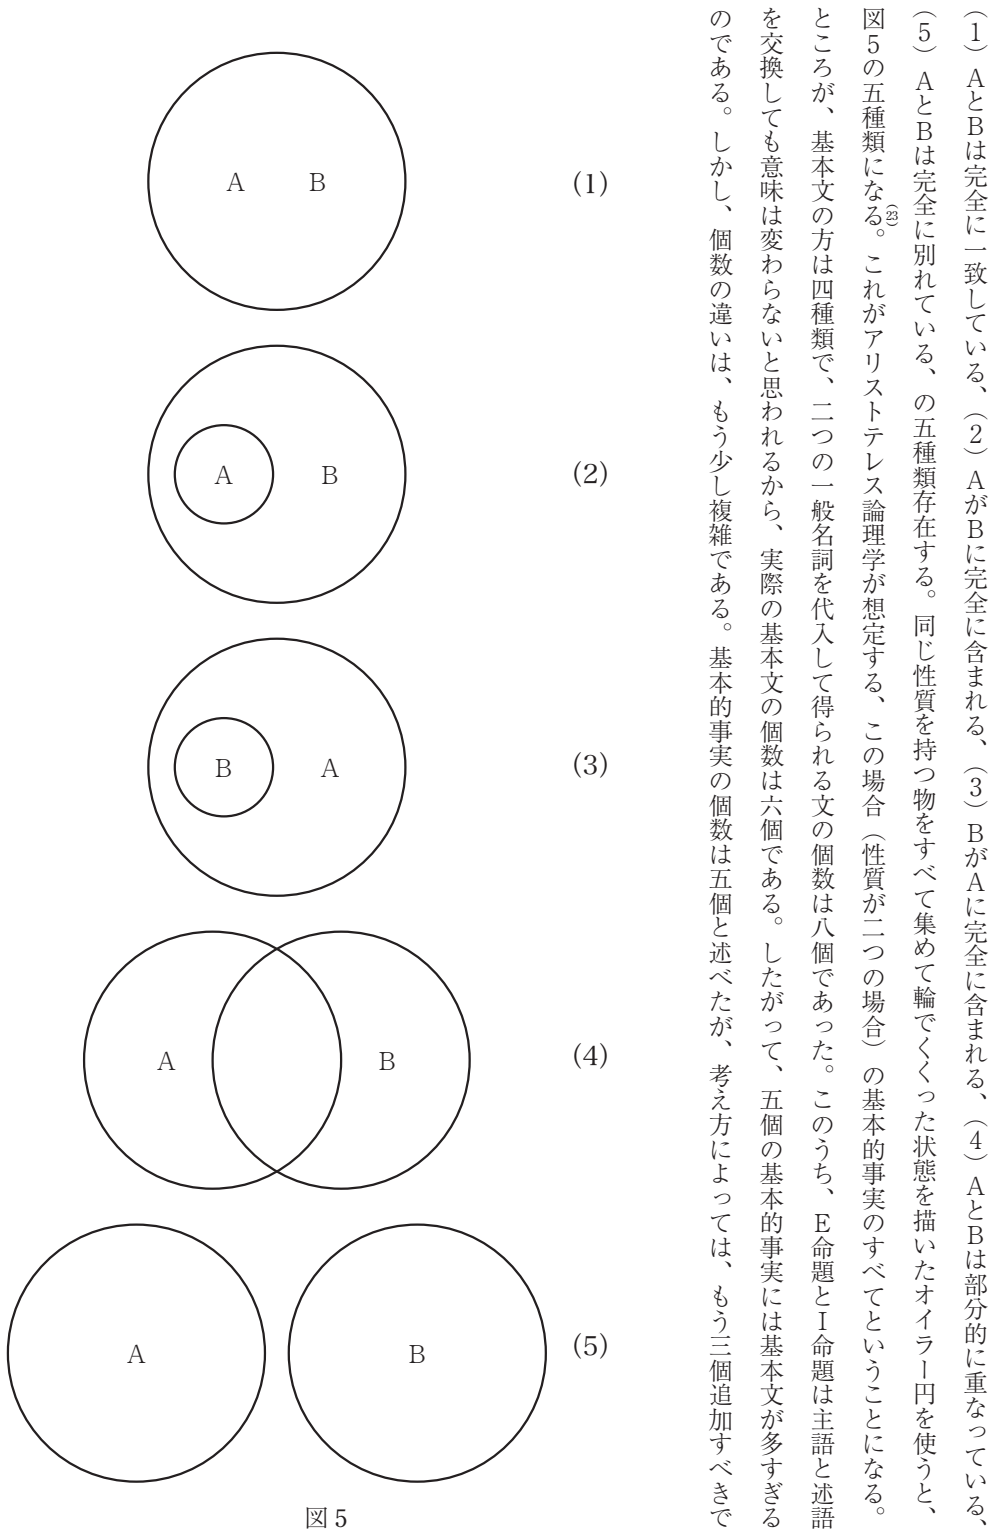 （1）AとBは完全に一致している、（2）AがBに完全に含まれる、（3）BがAに完全に含まれる、（4）AとBは部分的に重なっている、
（5）AとBは完全に別れている、の五種類存在する。同じ性質を持つ物をすべて集めて輪でくくった状態を描いたオイラー円を使うと、
図5の五種類になる(23)。これがアリストテレス論理学が想定する、この場合（性質が二つの場合）の基本的事実のすべてということになる。
ところが、基本文の方は四種類で、二つの一般名詞を代入して得られる文の個数は八個であった。このうち、E命題とI命題は主語と述語
を交換しても意味は変わらないと思われるから、実際の基本文の個数は六個である。したがって、五個の基本的事実には基本文が多すぎる
のである。しかし、個数の違いは、もう少し複雑である。基本的事実の個数は五個と述べたが、考え方によっては、もう三個追加すべきで
A B (1)
A B (2)
B A (3)
A B (4)
A B (5)
図5